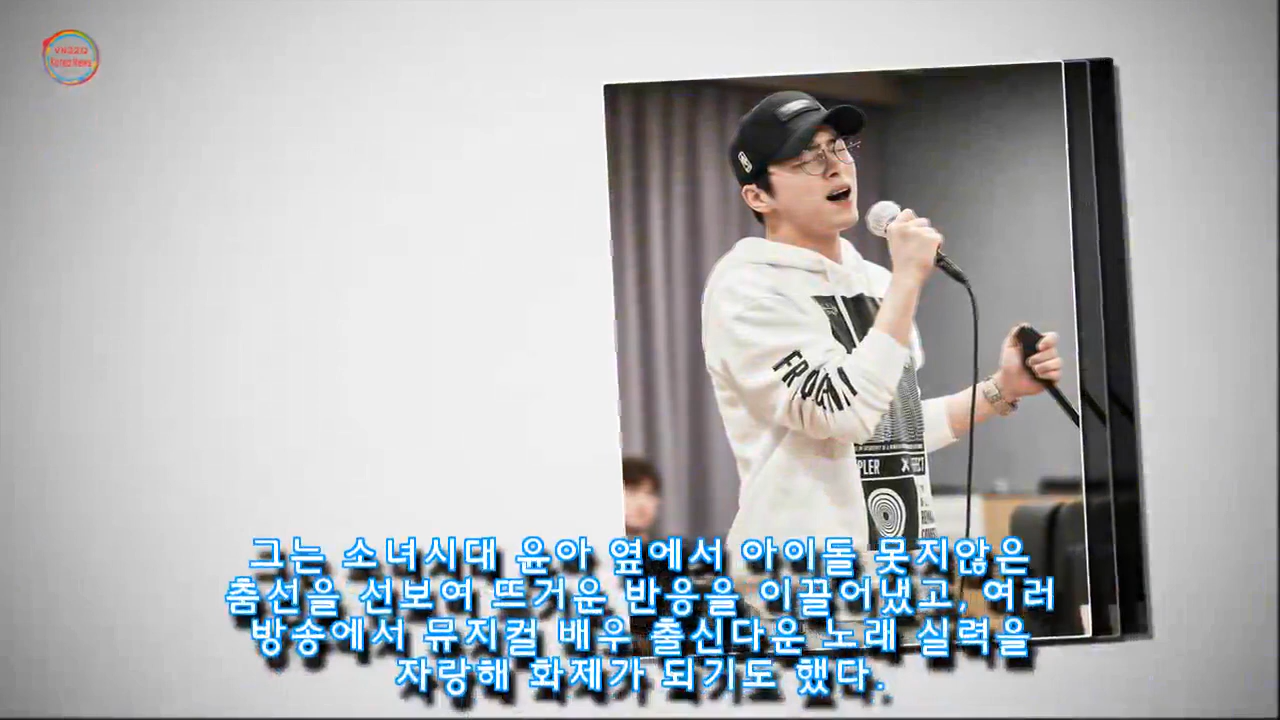 VNG2IQ
Korea News
그는 소녀시대 윤아 옆에서 아이돌 못지않은
춤선을 선보여 뜨거운 반응을 이끌어냈고, 여러
방송에서 뮤지컬 배우 출신다운 노래 실력을
자랑해 화제가 되기도 했다.